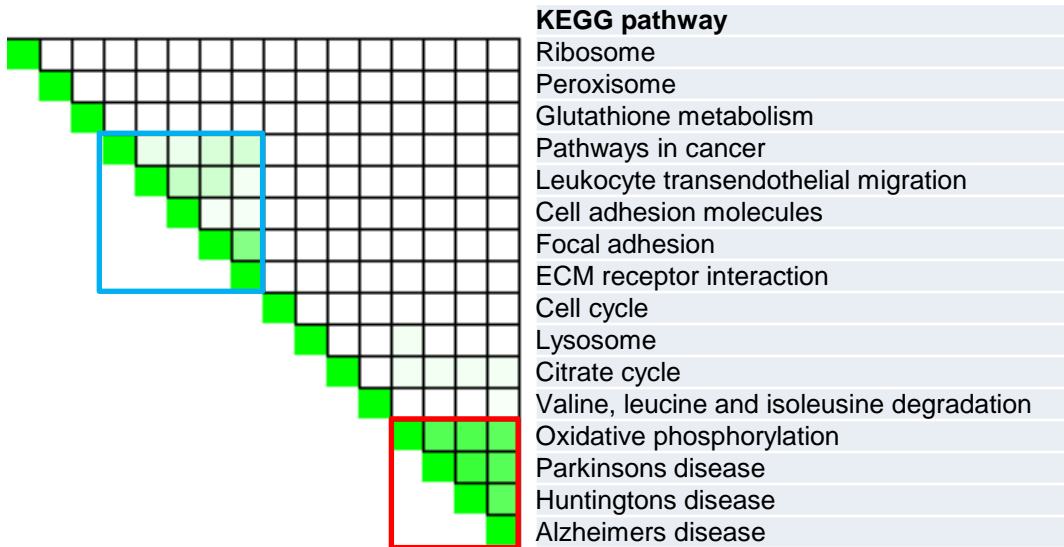 KEGG pathway
Ribosome
Peroxisome
Glutathione metabolism
Pathways in cancer
Leukocyte transendothelial migration
Cell adhesion molecules
Focal adhesion
ECM receptor interaction
Cell cycle
Lysosome
Citrate cycle
Valine, leucine and isoleusine degradation
Oxidative phosphorylation
Parkinsons disease
Huntingtons disease
Alzheimers disease